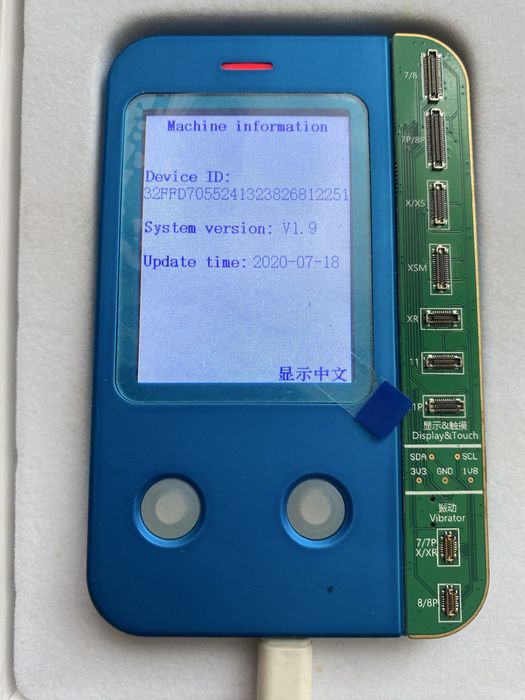 Machine information
Device ID:
32FFD7055241323826812251
System version: V1.9
Update time: 2020-07-18
显示中文
7/8
7P/8P
X/XS
XSM
XR
11
1P
显示&触摸
Display&Touch
SDA SCL
3V3 GND 1V8
振动
Vibrator
7/7P
X/XR
8/8P